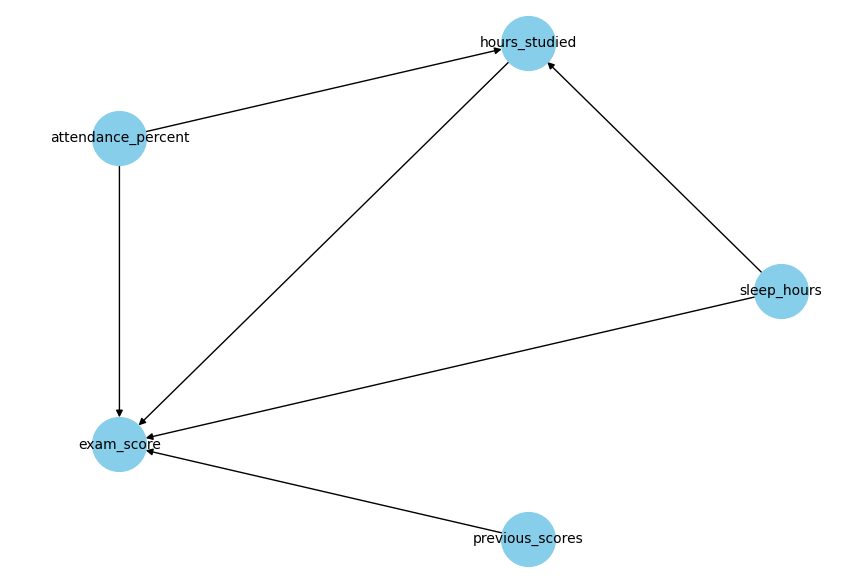 hours_studied
attendance_percent
sleep_hours
exam_score
previous_scores